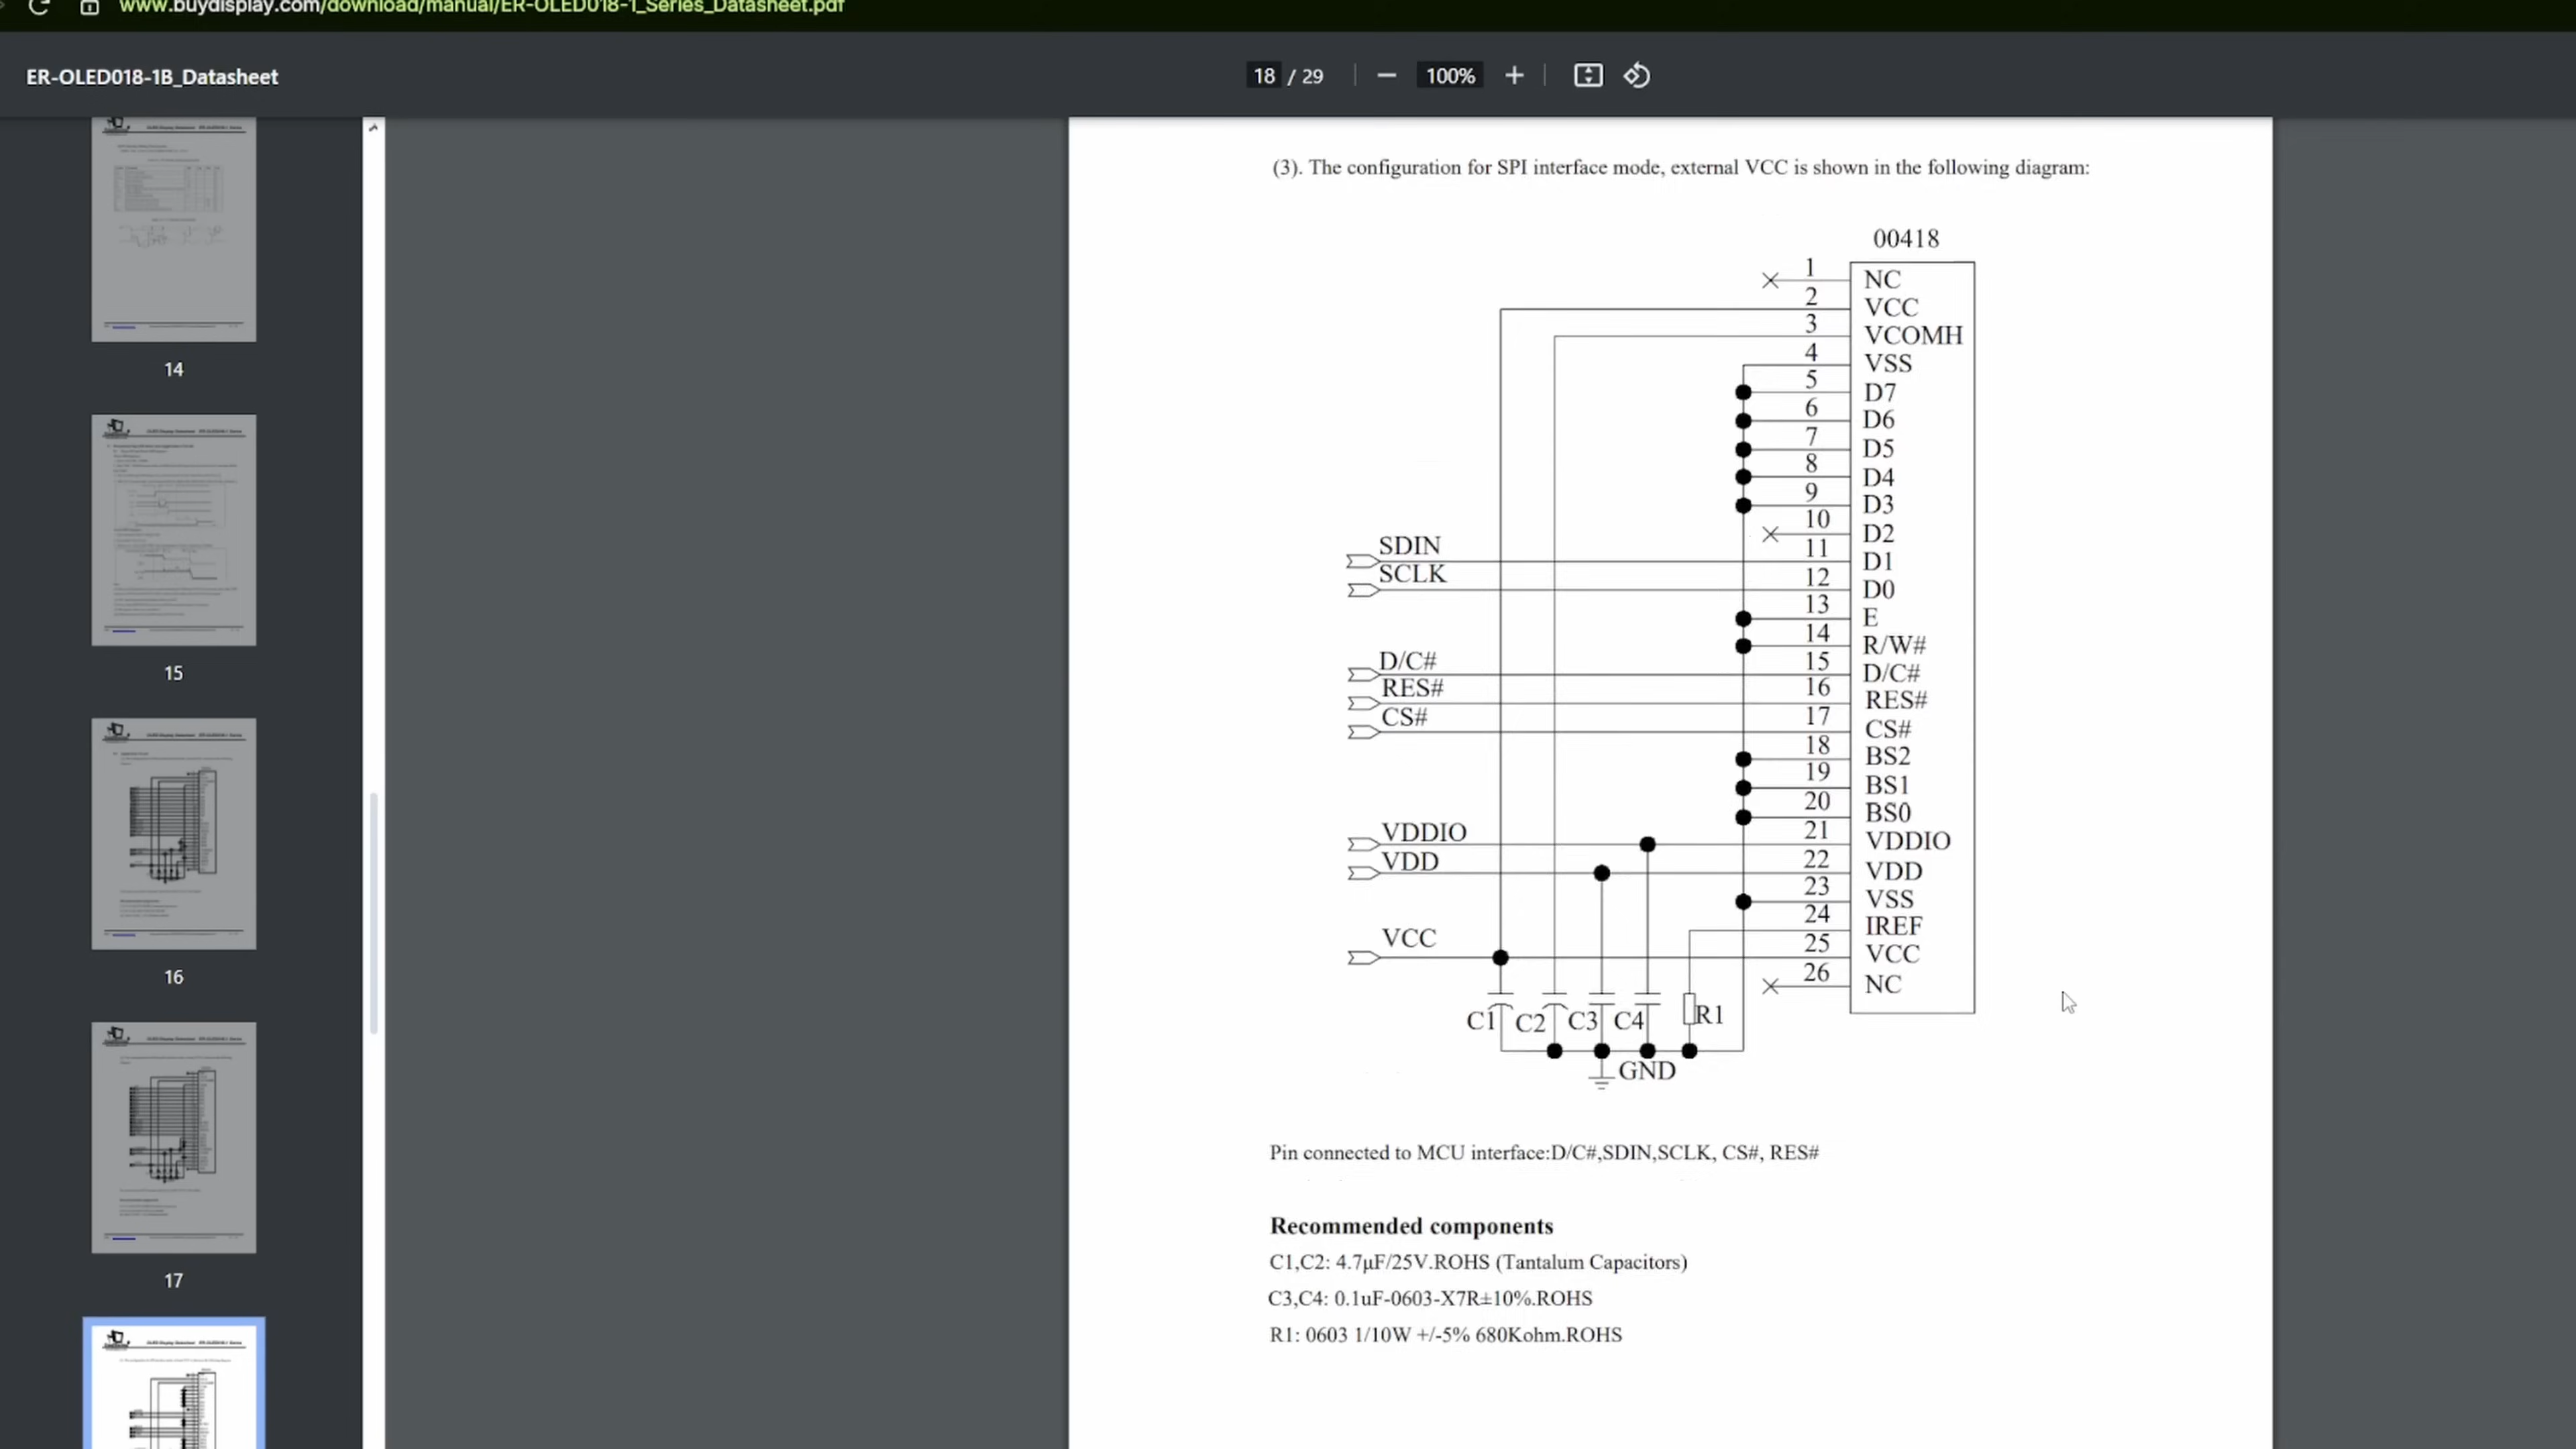 www.buydisplay.com/download/manual/ER-OLED018-1_Series_Datasheet.pdf
ER-OLED018-1B_Datasheet
18 / 29
100%
14
15
16
17
(3). The configuration for SPI interface mode, external VCC is shown in the following diagram:
00418
1 NC
2 VCC
3 VCOMH
4 VSS
5 D7
6 D6
7 D5
8 D4
9 D3
10 D2
SDIN 11 D1
SCLK 12 D0
13 E
14 R/W#
D/C# 15 D/C#
RES# 16 RES#
CS# 17 CS#
18 BS2
19 BS1
20 BS0
VDDIO 21 VDDIO
VDD 22 VDD
23 VSS
24 IREF
VCC 25 VCC
26 NC
C1 C2 C3 C4 R1
GND
Pin connected to MCU interface:D/C#,SDIN,SCLK, CS#, RES#
Recommended components
C1,C2: 4.7μF/25V.ROHS (Tantalum Capacitors)
C3,C4: 0.1uF-0603-X7R±10%.ROHS
R1: 0603 1/10W +/-5% 680Kohm.ROHS